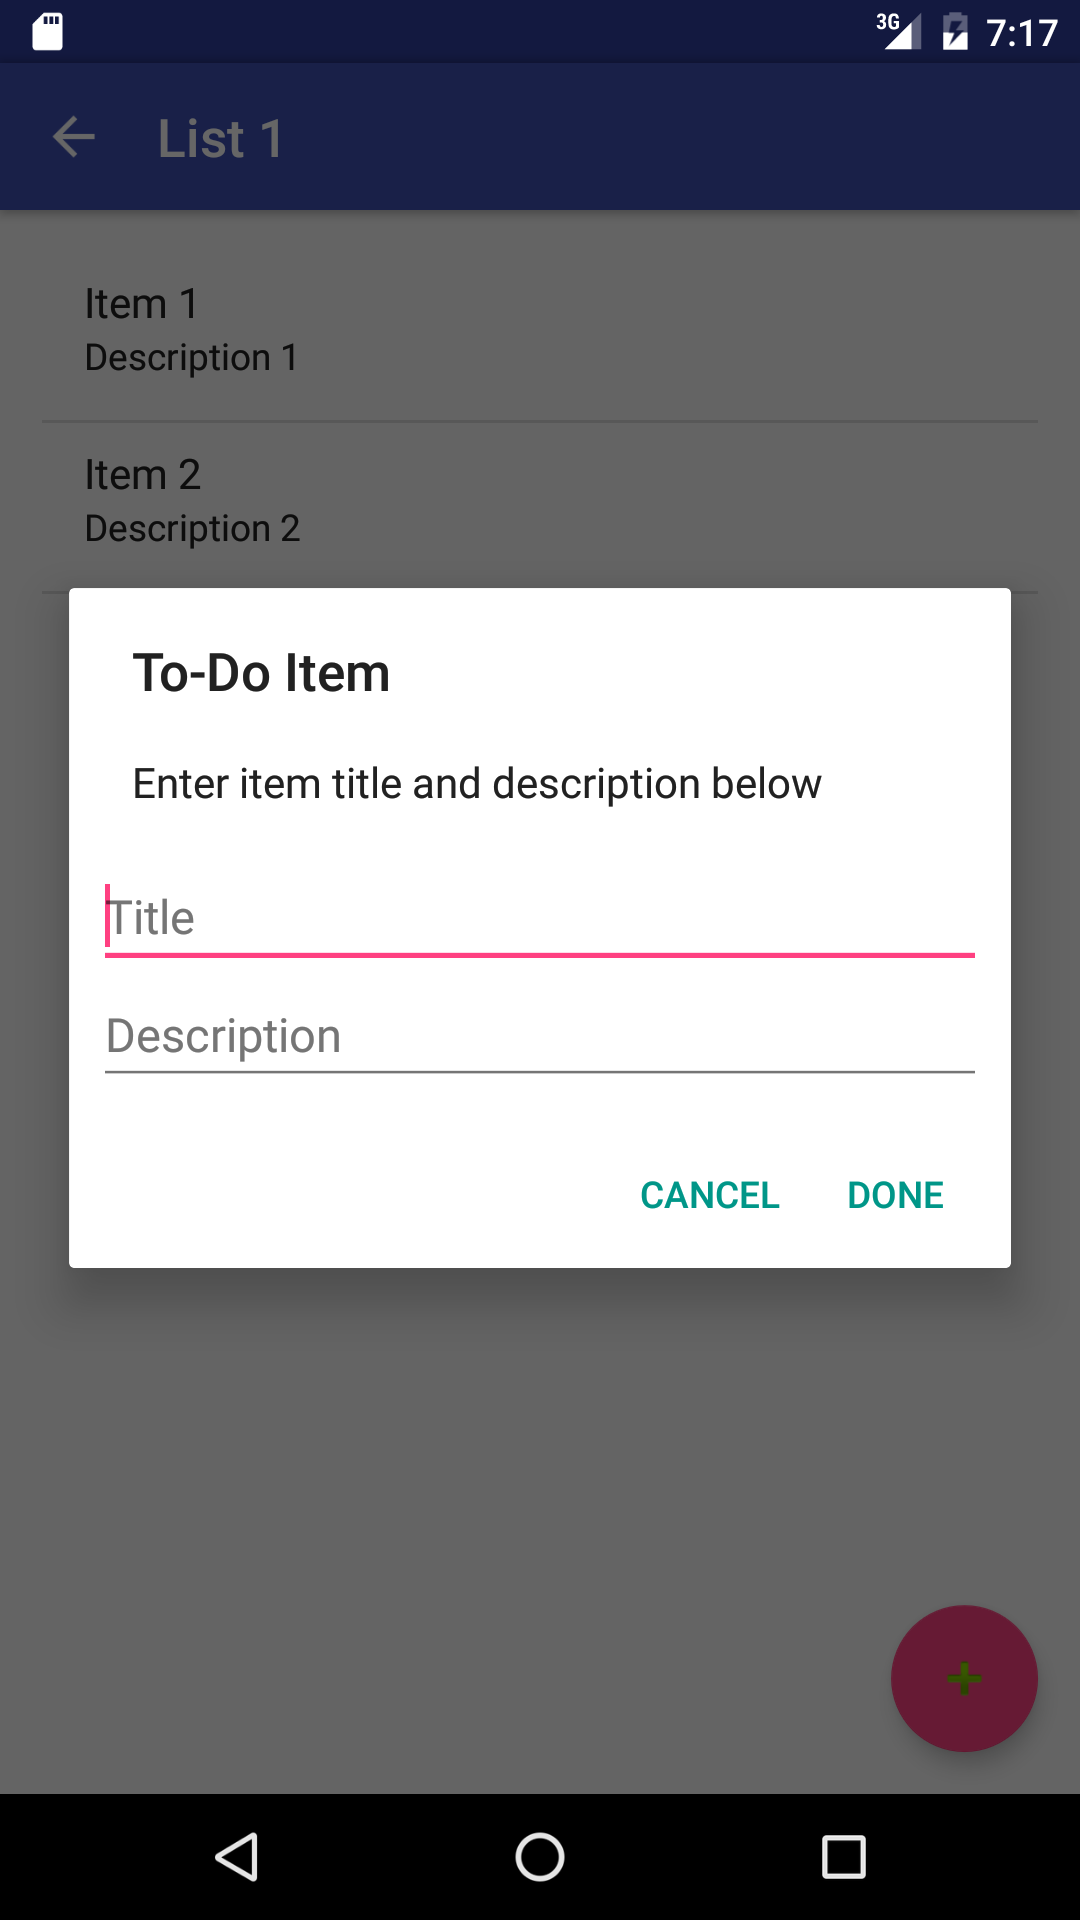 3G 7:17
List 1
Item 1
Description 1
Item 2
Description 2
To-Do Item
Enter item title and description below
Title
Description
CANCEL DONE